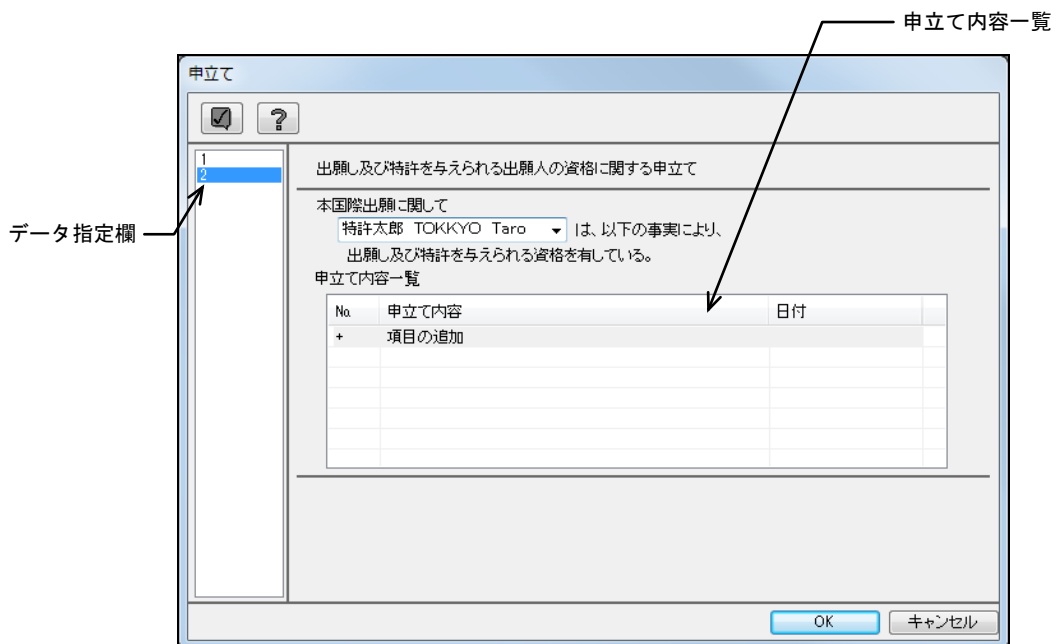 申立て内容一覧
申立て
1
2
データ指定欄
出願し及び特許を与えられる出願人の資格に関する申立て
本国際出願に関して
特許太郎 TOKKYO Taro は、以下の事実により、
出願し及び特許を与えられる資格を有している。
申立て内容一覧
No. 申立て内容 日付
+ 項目の追加
OK キャンセル